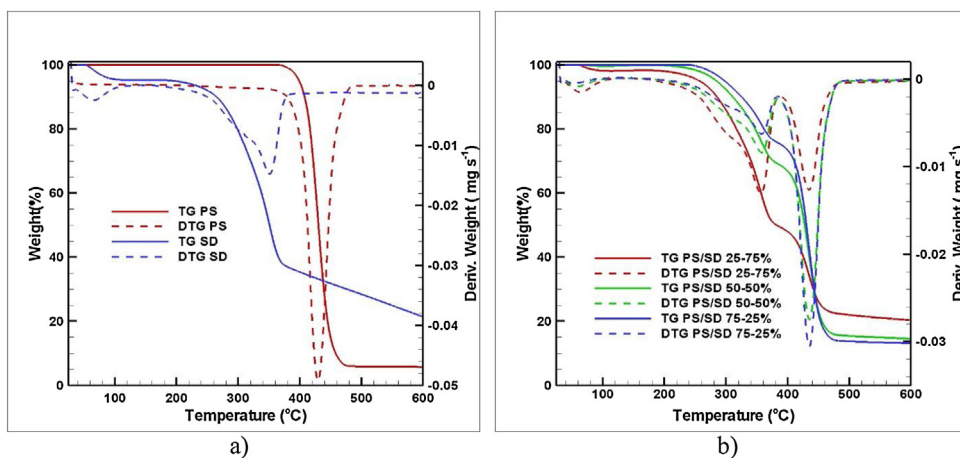 100
80
60
40
20
0
Weight(%)
100 200 300 400 500 600
Temperature (°C)
0
-0.01
-0.02
-0.03
-0.04
-0.05
Deriv. Weight ( mg s⁻¹)
TG PS
DTG PS
TG SD
DTG SD
a)
100
80
60
40
20
0
Weight(%)
100 200 300 400 500 600
Temperature (°C)
0
-0.01
-0.02
-0.03
Deriv. Weight ( mg s⁻¹)
TG PS/SD 25-75%
DTG PS/SD 25-75%
TG PS/SD 50-50%
DTG PS/SD 50-50%
TG PS/SD 75-25%
DTG PS/SD 75-25%
b)